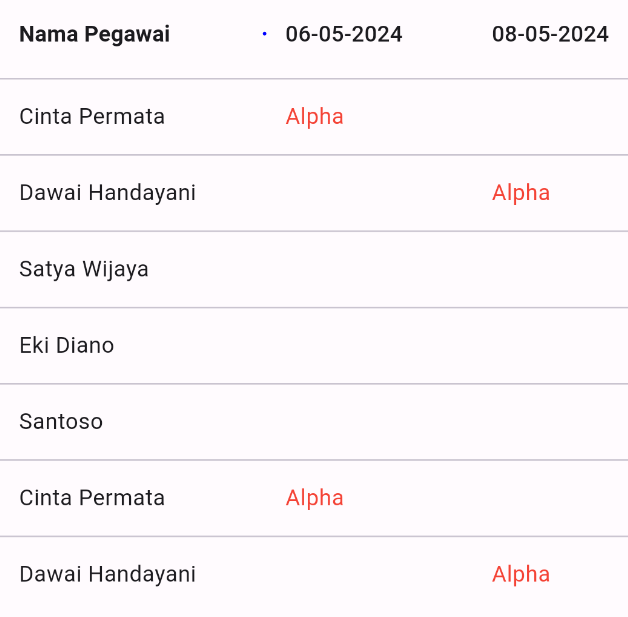 Nama Pegawai 06-05-2024 08-05-2024
Cinta Permata Alpha
Dawai Handayani Alpha
Satya Wijaya
Eki Diano
Santoso
Cinta Permata Alpha
Dawai Handayani Alpha